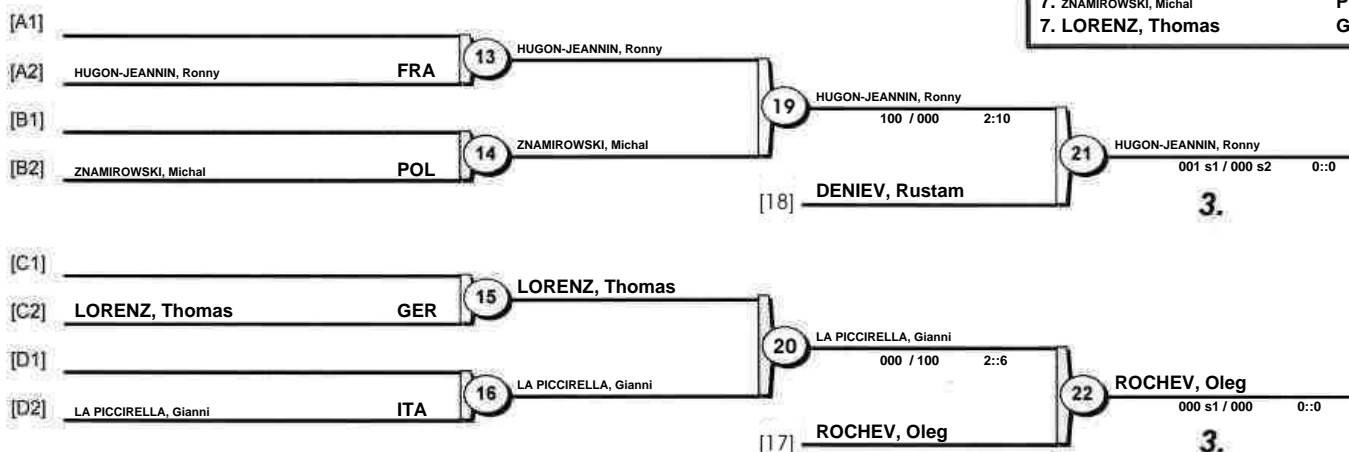 7. ZNAMIROWSKI, Michal P
7. LORENZ, Thomas G
[A1]
13 HUGON-JEANNIN, Ronny
[A2] HUGON-JEANNIN, Ronny FRA
19 HUGON-JEANNIN, Ronny
100 / 000 2:10
[B1]
14 ZNAMIROWSKI, Michal
[B2] ZNAMIROWSKI, Michal POL
21 HUGON-JEANNIN, Ronny
001 s1 / 000 s2 0::0
[18] DENIEV, Rustam
3.
[C1]
15 LORENZ, Thomas
[C2] LORENZ, Thomas GER
20 LA PICCIRELLA, Gianni
000 / 100 2::6
[D1]
16 LA PICCIRELLA, Gianni
[D2] LA PICCIRELLA, Gianni ITA
22 ROCHEV, Oleg
000 s1 / 000 0::0
[17] ROCHEV, Oleg
3.